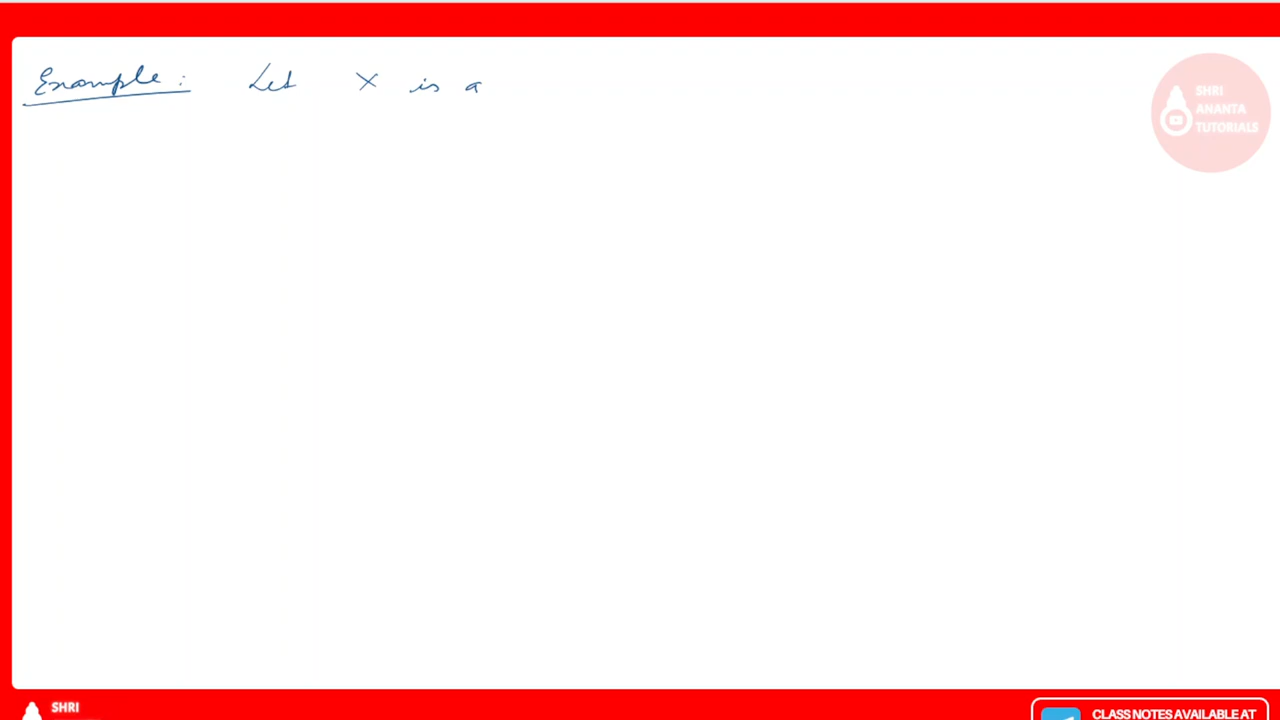 Example : Let X is a
SHRI
ANANTA
TUTORIALS
SHRI
CLASS NOTES AVAILABLE AT